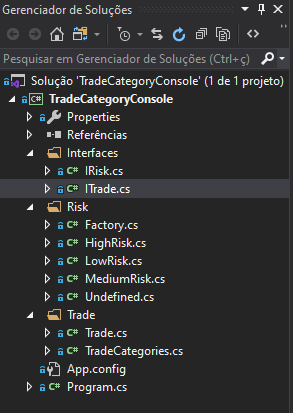 Gerenciador de Soluções
Pesquisar em Gerenciador de Soluções (Ctrl+ç)
Solução 'TradeCategoryConsole' (1 de 1 projeto)
C# TradeCategoryConsole
Properties
Referências
Interfaces
C# IRisk.cs
C# ITrade.cs
Risk
C# Factory.cs
C# HighRisk.cs
C# LowRisk.cs
C# MediumRisk.cs
C# Undefined.cs
Trade
C# Trade.cs
C# TradeCategories.cs
App.config
C# Program.cs